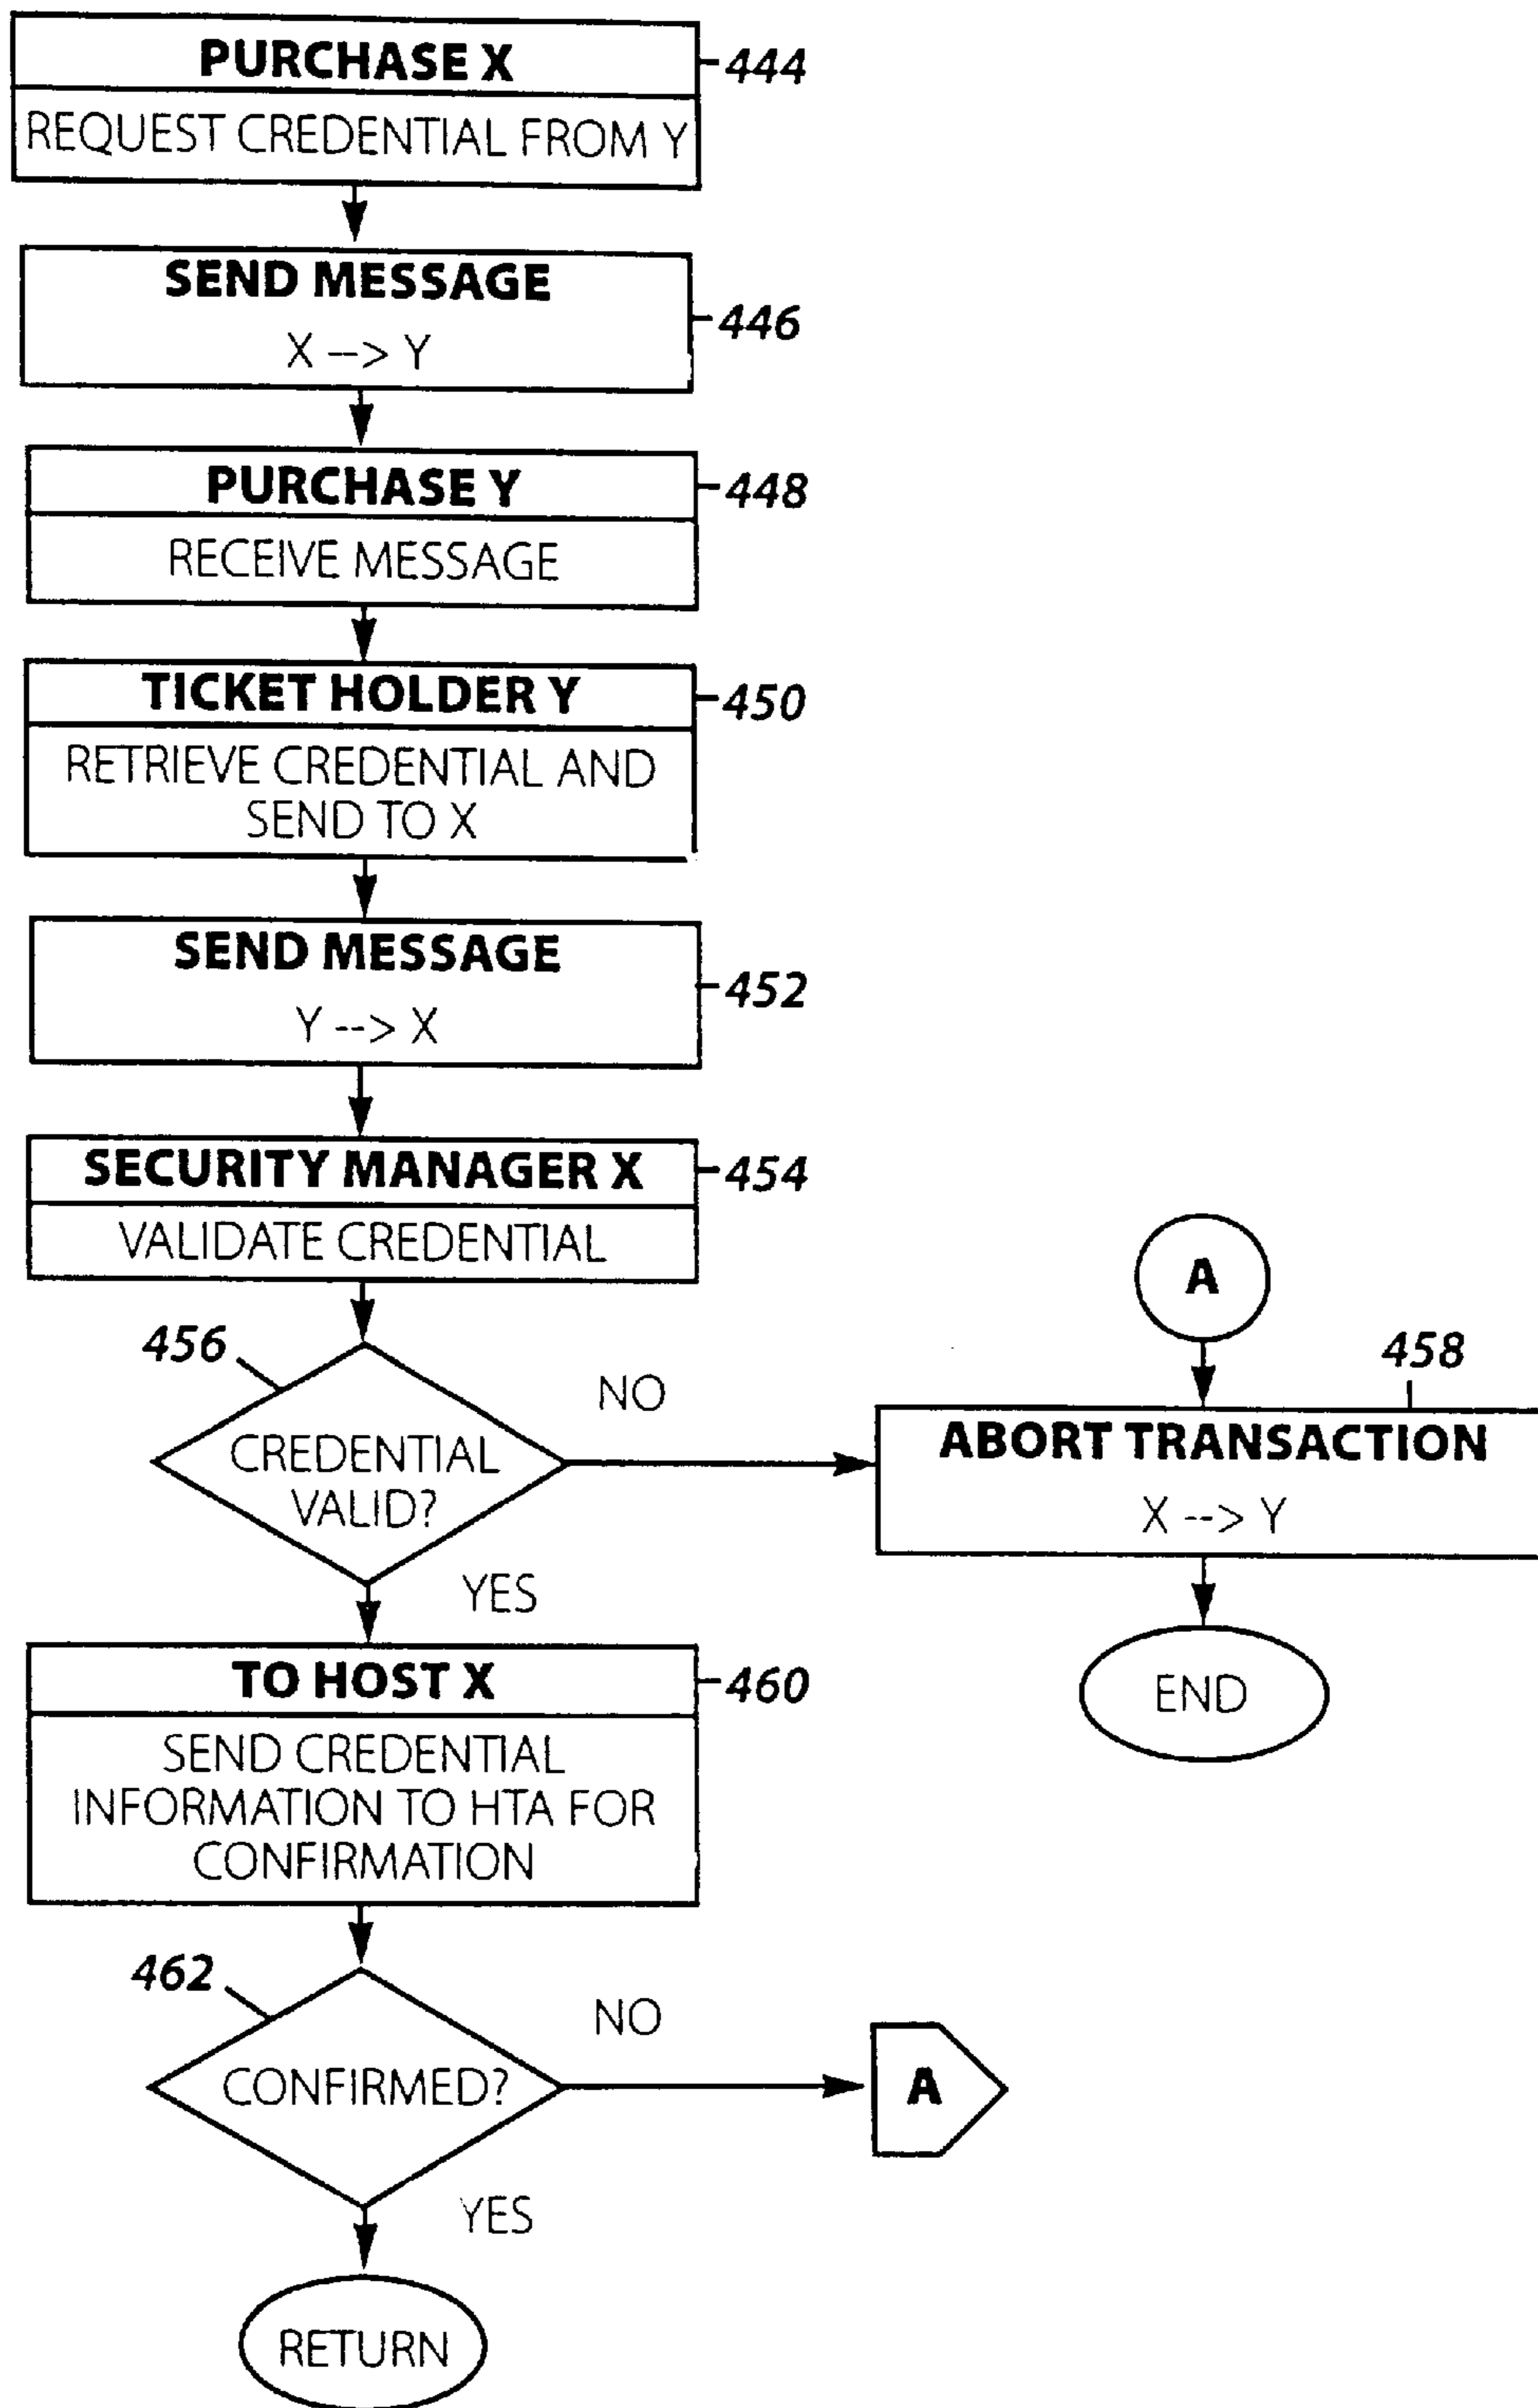 PURCHASE X
444
REQUEST CREDENTIAL FROM Y
SEND MESSAGE
446
X --> Y
PURCHASE Y
448
RECEIVE MESSAGE
TICKET HOLDER Y
450
RETRIEVE CREDENTIAL AND
SEND TO X
SEND MESSAGE
452
Y --> X
SECURITY MANAGER X
454
VALIDATE CREDENTIAL
456
NO
CREDENTIAL
VALID?
YES
A
458
ABORT TRANSACTION
X --> Y
END
TO HOST X
460
SEND CREDENTIAL
INFORMATION TO HTA FOR
CONFIRMATION
462
NO
CONFIRMED?
A
YES
RETURN